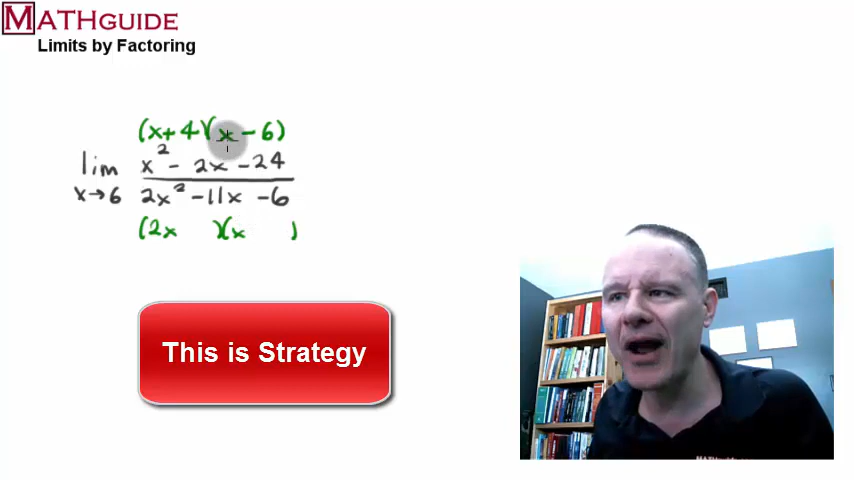 MATHGUIDE
Limits by Factoring
(x+4)(x-6)
lim x² - 2x - 24
x→6 2x² - 11x - 6
(2x )(x )
This is Strategy